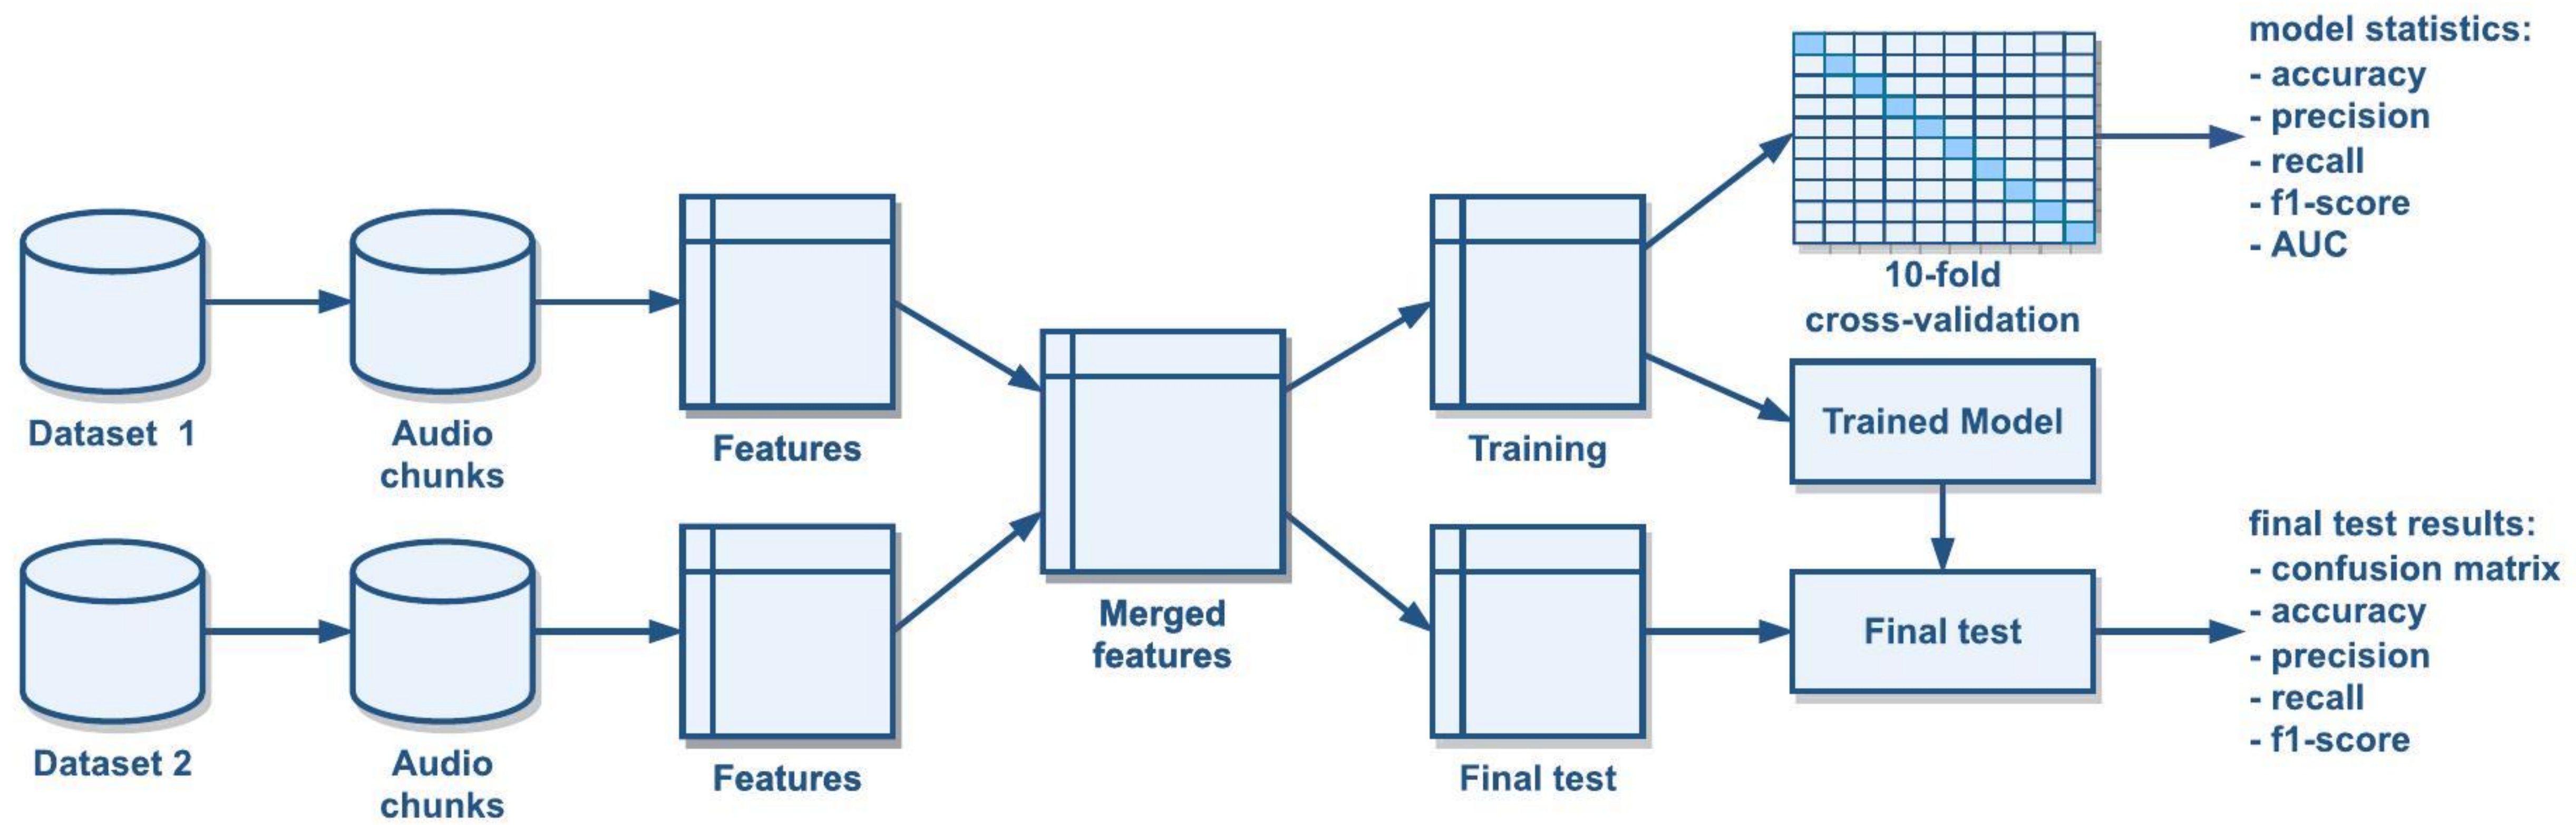 Dataset 1
Audio
chunks
Features
Dataset 2
Audio
chunks
Features
Merged
features
Training
Final test
10-fold
cross-validation
Trained Model
Final test
model statistics:
- accuracy
- precision
- recall
- f1-score
- AUC
final test results:
- confusion matrix
- accuracy
- precision
- recall
- f1-score